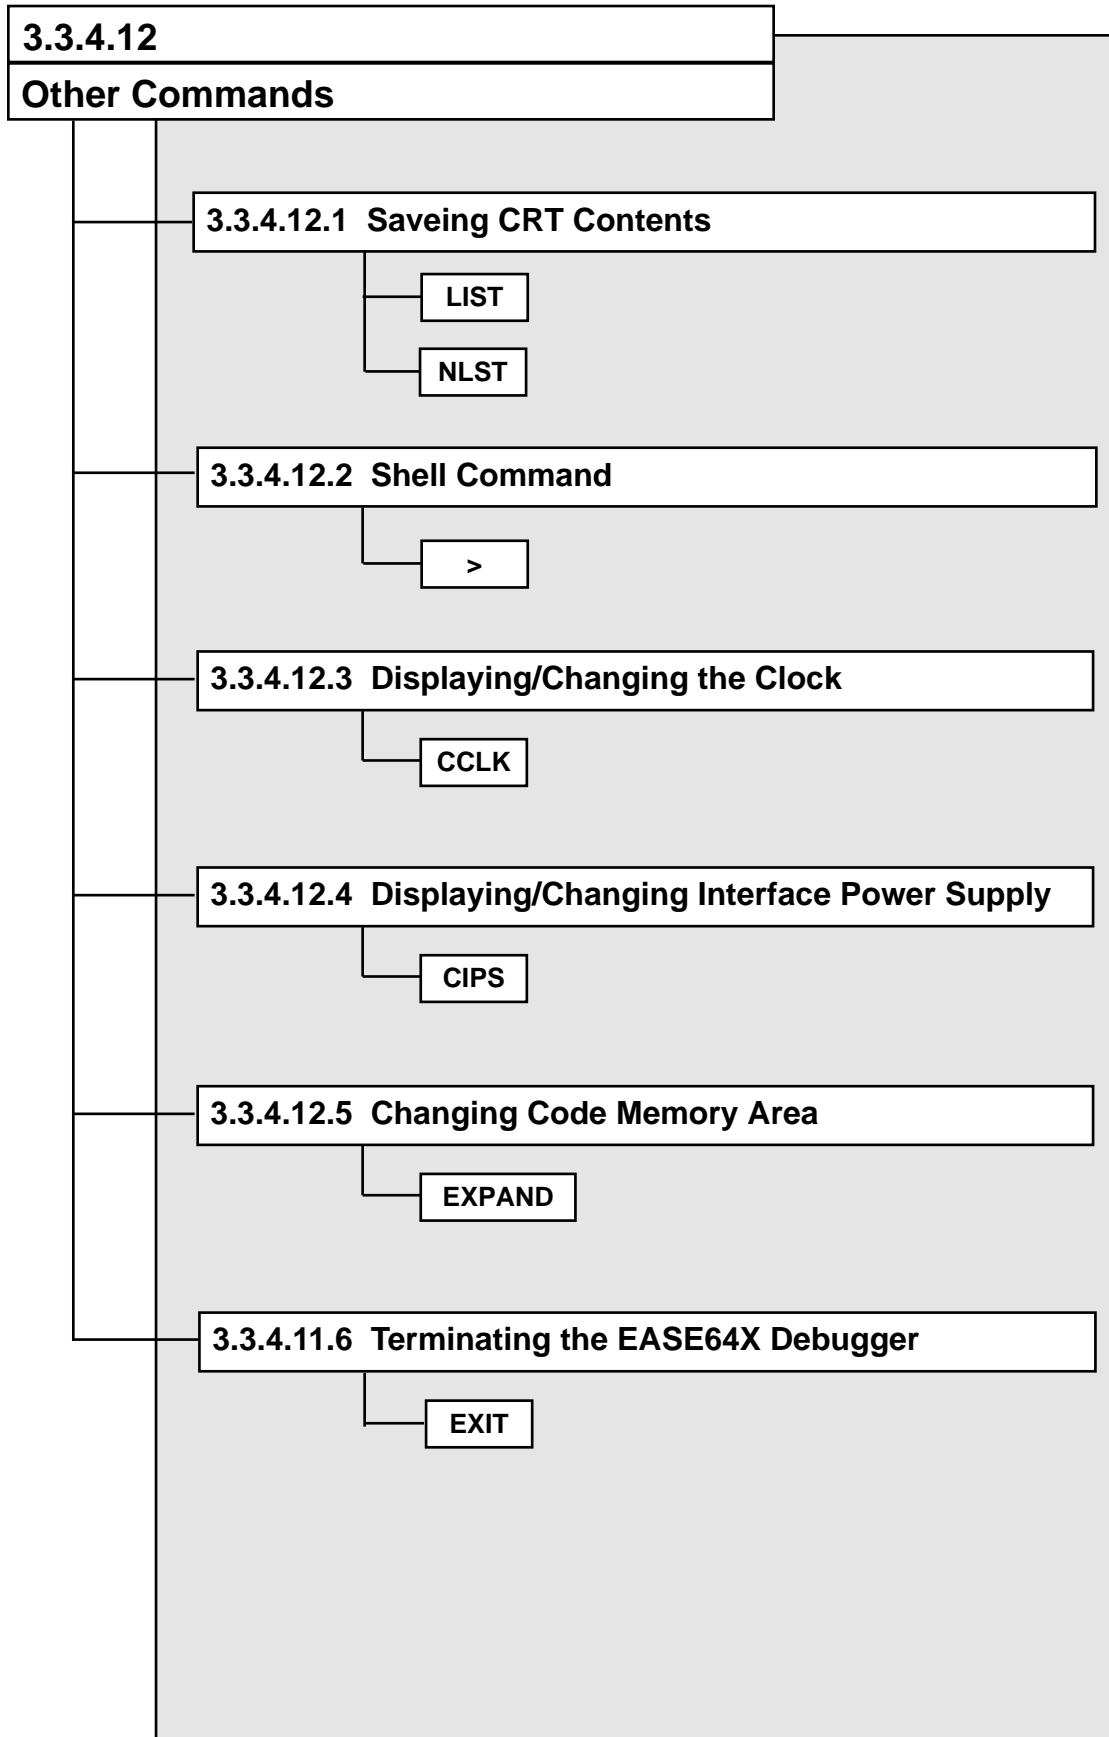 3.3.4.12
Other Commands
3.3.4.12.1 Saveing CRT Contents
LIST
NLST
3.3.4.12.2 Shell Command
>
3.3.4.12.3 Displaying/Changing the Clock
CCLK
3.3.4.12.4 Displaying/Changing Interface Power Supply
CIPS
3.3.4.12.5 Changing Code Memory Area
EXPAND
3.3.4.11.6 Terminating the EASE64X Debugger
EXIT